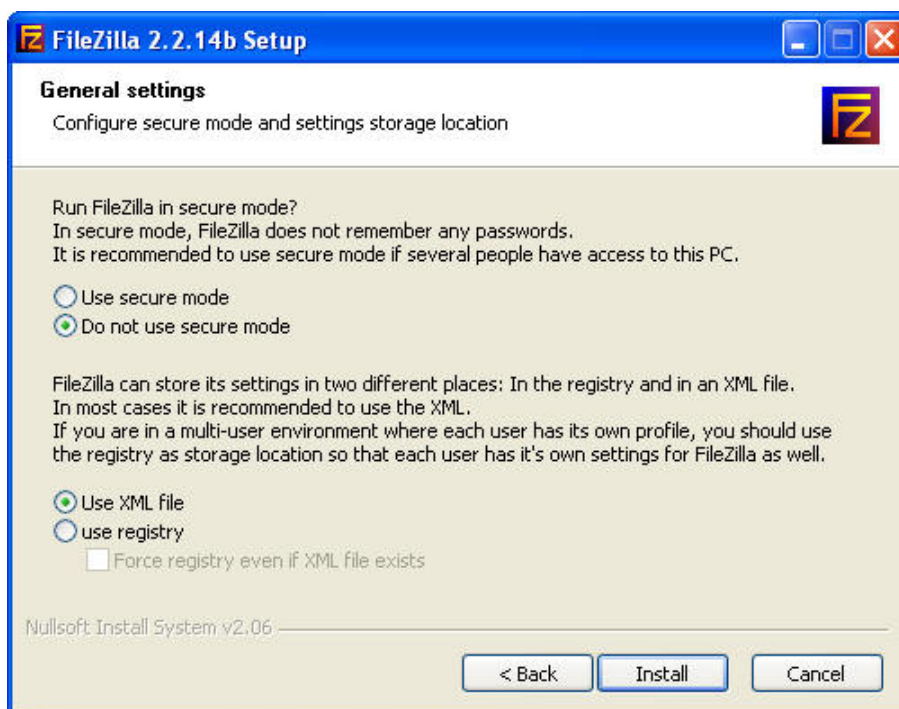 FileZilla 2.2.14b Setup
General settings
Configure secure mode and settings storage location
Run FileZilla in secure mode?
In secure mode, FileZilla does not remember any passwords.
It is recommended to use secure mode if several people have access to this PC.
Use secure mode
Do not use secure mode
FileZilla can store its settings in two different places: In the registry and in an XML file.
In most cases it is recommended to use the XML.
If you are in a multi-user environment where each user has its own profile, you should use
the registry as storage location so that each user has it's own settings for FileZilla as well.
Use XML file
use registry
Force registry even if XML file exists
Nullsoft Install System v2.06
< Back
Install
Cancel